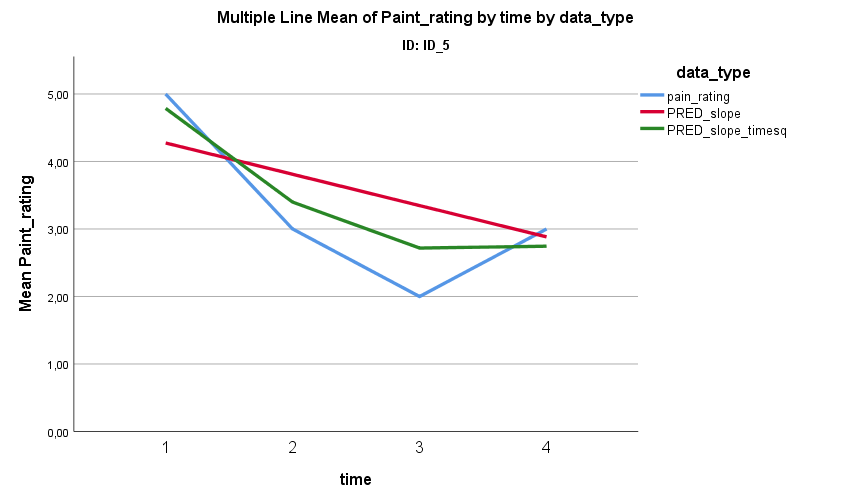 Multiple Line Mean of Paint_rating by time by data_type
ID: ID_5
data_type
pain_rating
PRED_slope
PRED_slope_timesq
Mean Paint_rating
5,00
4,00
3,00
2,00
1,00
0,00
1 2 3 4
time